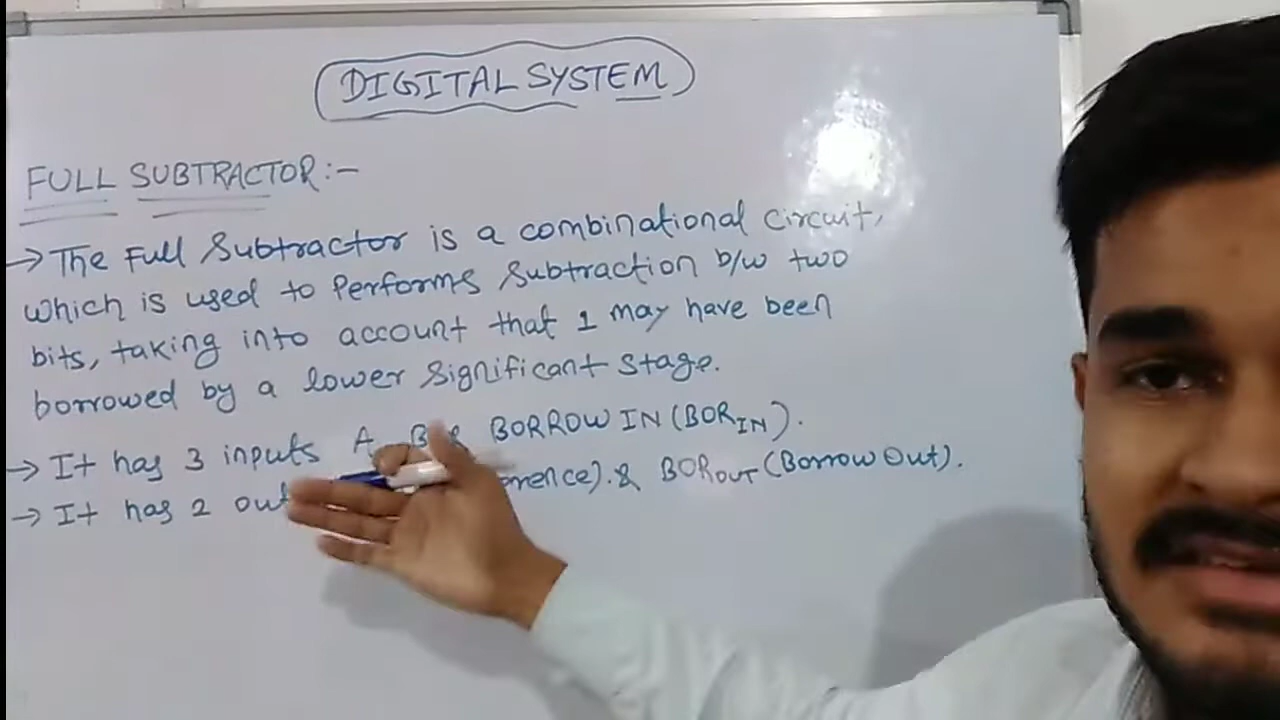 DIGITAL SYSTEM
FULL SUBTRACTOR:-
→ The Full Subtractor is a combinational circuit,
which is used to Performs Subtraction b/w two
bits, taking into account that 1 may have been
borrowed by a lower significant stage.
→ It has 3 inputs A, B & BORROW IN (BORIN).
→ It has 2 & BOROUT (Borrow Out).